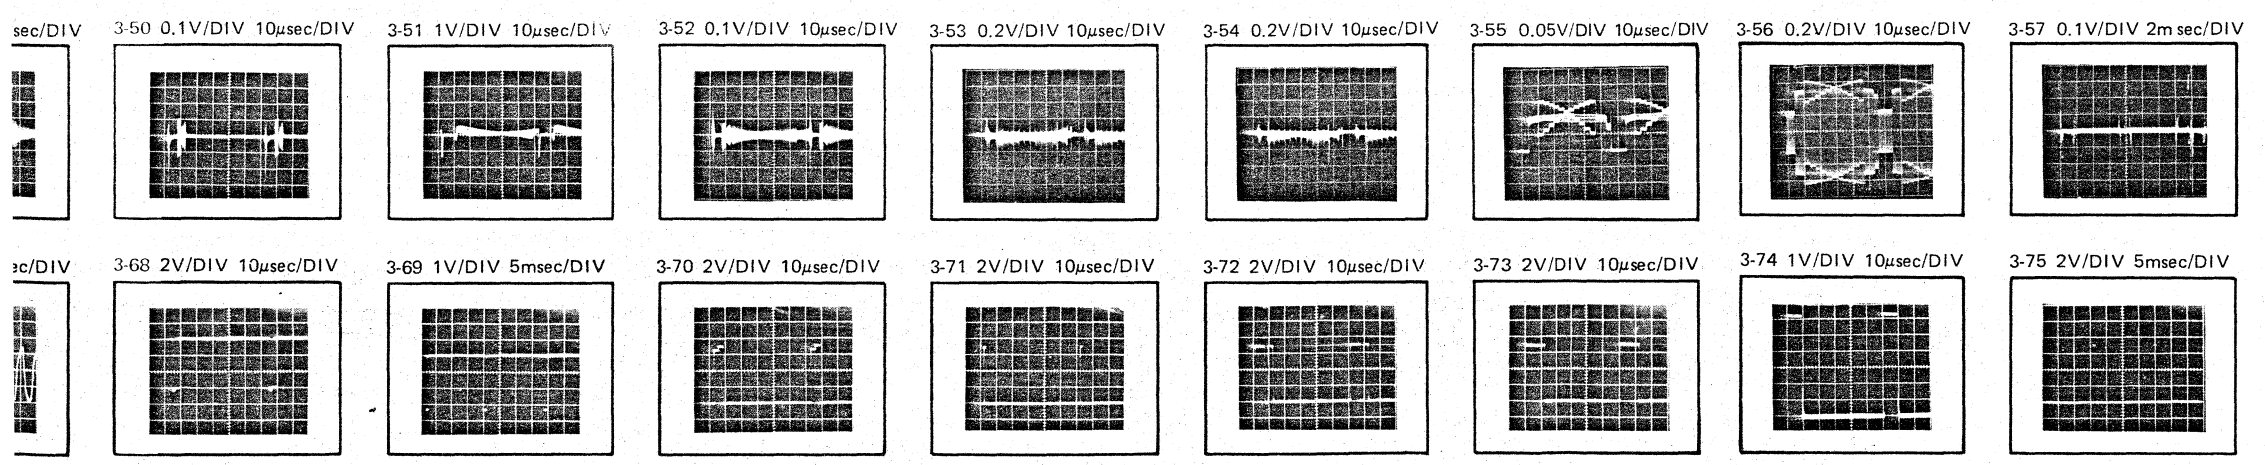 sec/DIV 3-50 0.1V/DIV 10μsec/DIV 3-51 1V/DIV 10μsec/DIV 3-52 0.1V/DIV 10μsec/DIV 3-53 0.2V/DIV 10μsec/DIV 3-54 0.2V/DIV 10μsec/DIV 3-55 0.05V/DIV 10μsec/DIV 3-56 0.2V/DIV 10μsec/DIV 3-57 0.1V/DIV 2m sec/DIV
ec/DIV 3-68 2V/DIV 10μsec/DIV 3-69 1V/DIV 5msec/DIV 3-70 2V/DIV 10μsec/DIV 3-71 2V/DIV 10μsec/DIV 3-72 2V/DIV 10μsec/DIV 3-73 2V/DIV 10μsec/DIV 3-74 1V/DIV 10μsec/DIV 3-75 2V/DIV 5msec/DIV